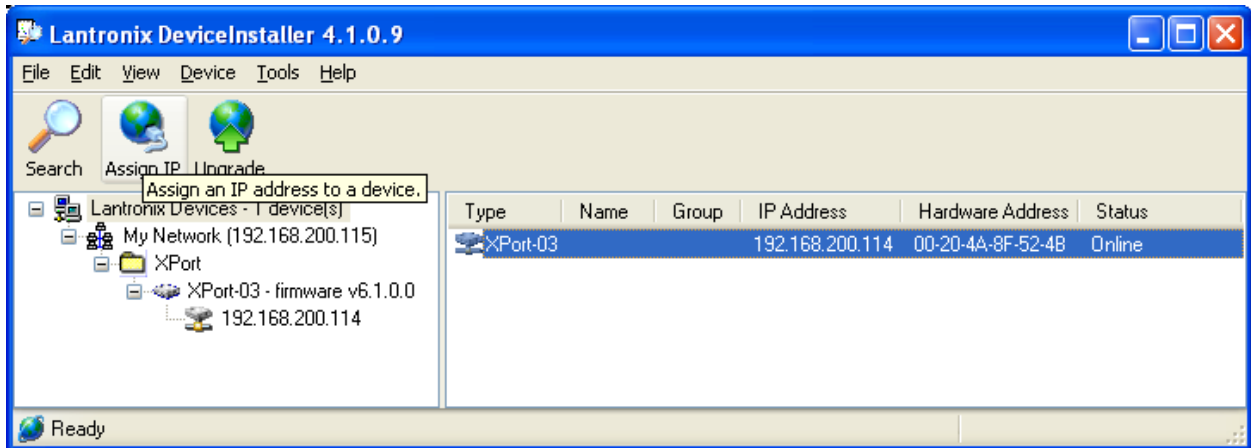 Lantronix DeviceInstaller 4.1.0.9
File Edit View Device Tools Help
Search Assign IP Upgrade
Assign an IP address to a device.
Lantronix Devices - 1 device(s)
My Network (192.168.200.115)
XPort
XPort-03 - firmware v6.1.0.0
192.168.200.114
Type Name Group IP Address Hardware Address Status
XPort-03 192.168.200.114 00-20-4A-8F-52-4B Online
Ready